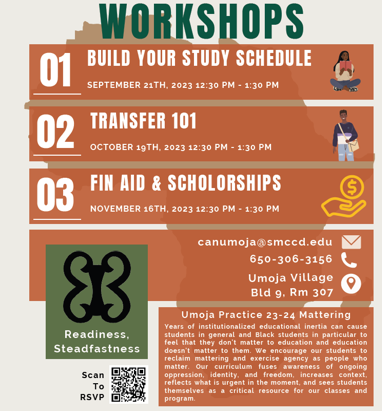 WORKSHOPS
01
BUILD YOUR STUDY SCHEDULE
SEPTEMBER 21TH, 2023 12:30 PM - 1:30 PM
02
TRANSFER 101
OCTOBER 19TH, 2023 12:30 PM - 1:30 PM
03
FIN AID & SCHOLORSHIPS
NOVEMBER 16TH, 2023 12:30 PM - 1:30 PM
canumoja@smccd.edu
650-306-3156
Umoja Village
Bld 9, Rm 307
Readiness,
Steadfastness
Scan
To
RSVP
Umoja Practice 23-24 Mattering
Years of institutionalized educational inertia can cause
students in general and Black students in particular to
feel that they don't matter to education and education
doesn't matter to them. We encourage our students to
reclaim mattering and exercise agency as people who
matter. Our curriculum fuses awareness of ongoing
oppression, identity, and freedom, increases context,
reflects what is urgent in the moment, and sees students
themselves as a critical resource for our classes and
program.